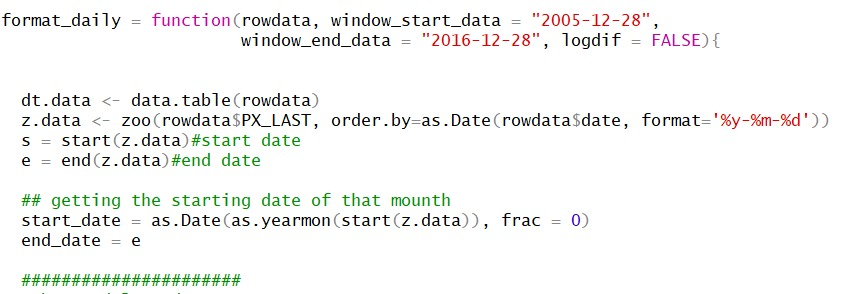 format_daily = function(rowdata, window_start_data = "2005-12-28",
window_end_data = "2016-12-28", logdif = FALSE){
dt.data <- data.table(rowdata)
z.data <- zoo(rowdata$PX_LAST, order.by=as.Date(rowdata$date, format='%y-%m-%d'))
s = start(z.data)#start date
e = end(z.data)#end date
## getting the starting date of that mounth
start_date = as.Date(as.yearmon(start(z.data)), frac = 0)
end_date = e
######################